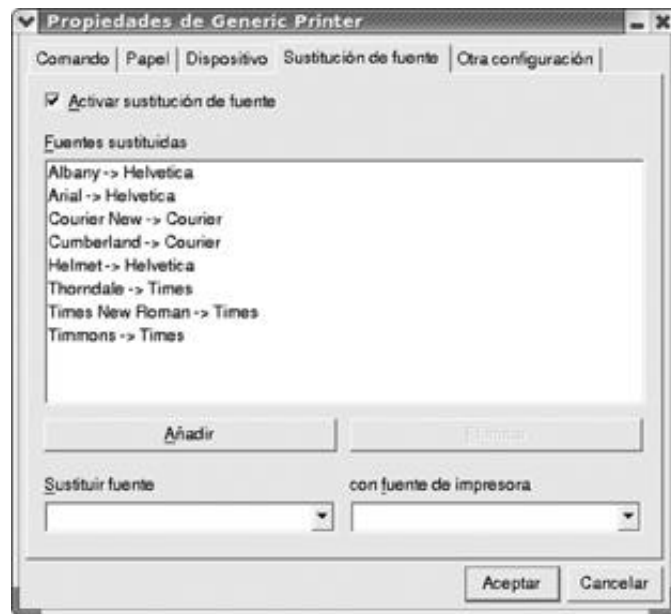 Propiedades de Generic Printer
Comando Papel Dispositivo Sustitución de fuente Otra configuración
Activar sustitución de fuente
Fuentes sustituidas
Albany -> Helvetica
Arial -> Helvetica
Courier New -> Courier
Cumberland -> Courier
Helmet -> Helvetica
Thorndale -> Times
Times New Roman -> Times
Timmons -> Times
Añadir Eliminar
Sustituir fuente con fuente de impresora
Aceptar Cancelar